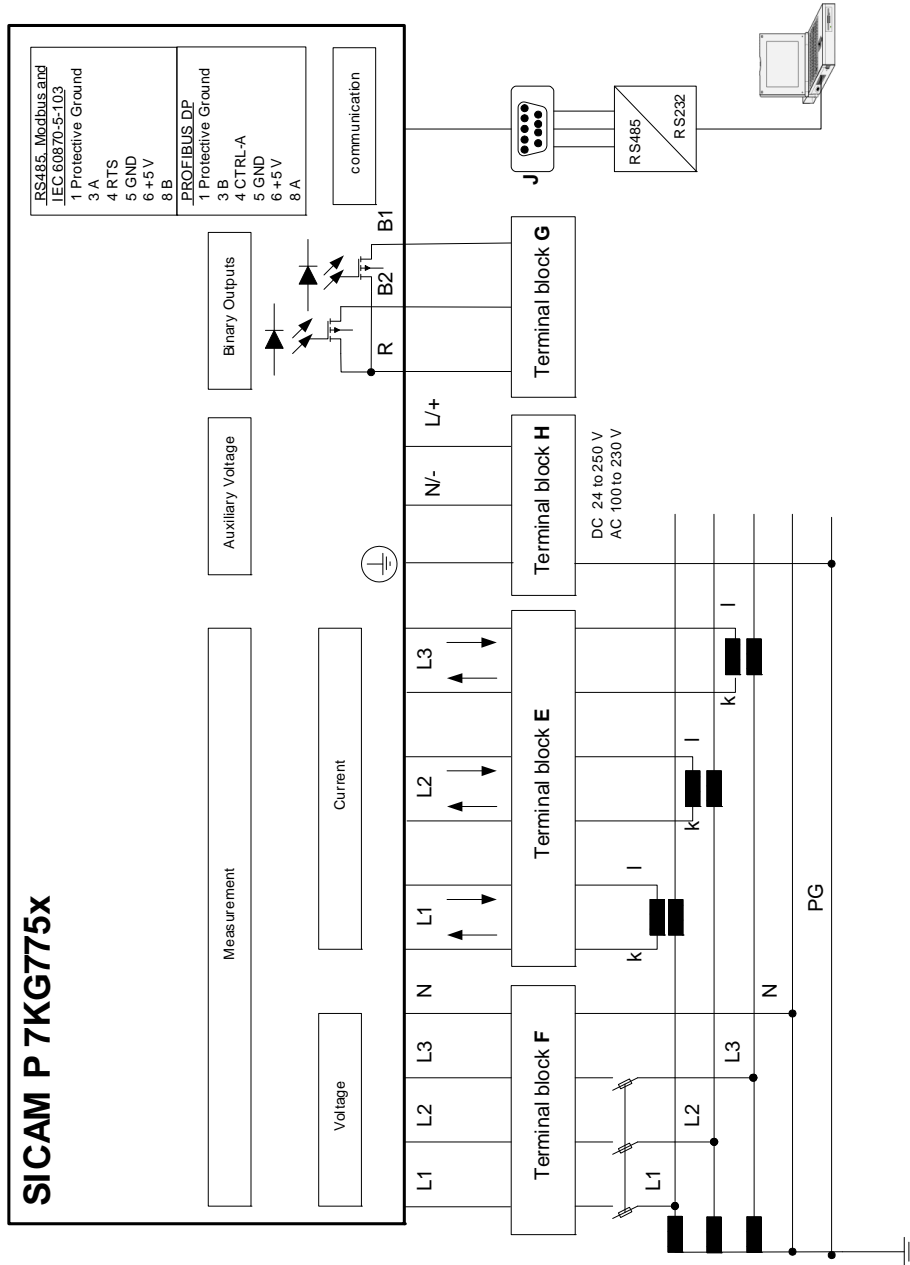 SICAM P 7KG775x
RS485, Modbus and
IEC 60870-5-103
1 Protective Ground
3 A
4 RTS
5 GND
6 +5 V
8 B
PROFIBUS DP
1 Protective Ground
3 B
4 CTRL-A
5 GND
6 +5 V
8 A
Measurement
Auxiliary Voltage
Binary Outputs
Voltage
Current
communication
L1
L2
L3
N
L1
L2
L3
N/-
L/+
R
B2
B1
Terminal block F
Terminal block E
Terminal block H
Terminal block G
J
DC 24 to 250 V
AC 100 to 230 V
RS485
RS232
k
l
k
l
k
l
L1
L2
L3
N
PG